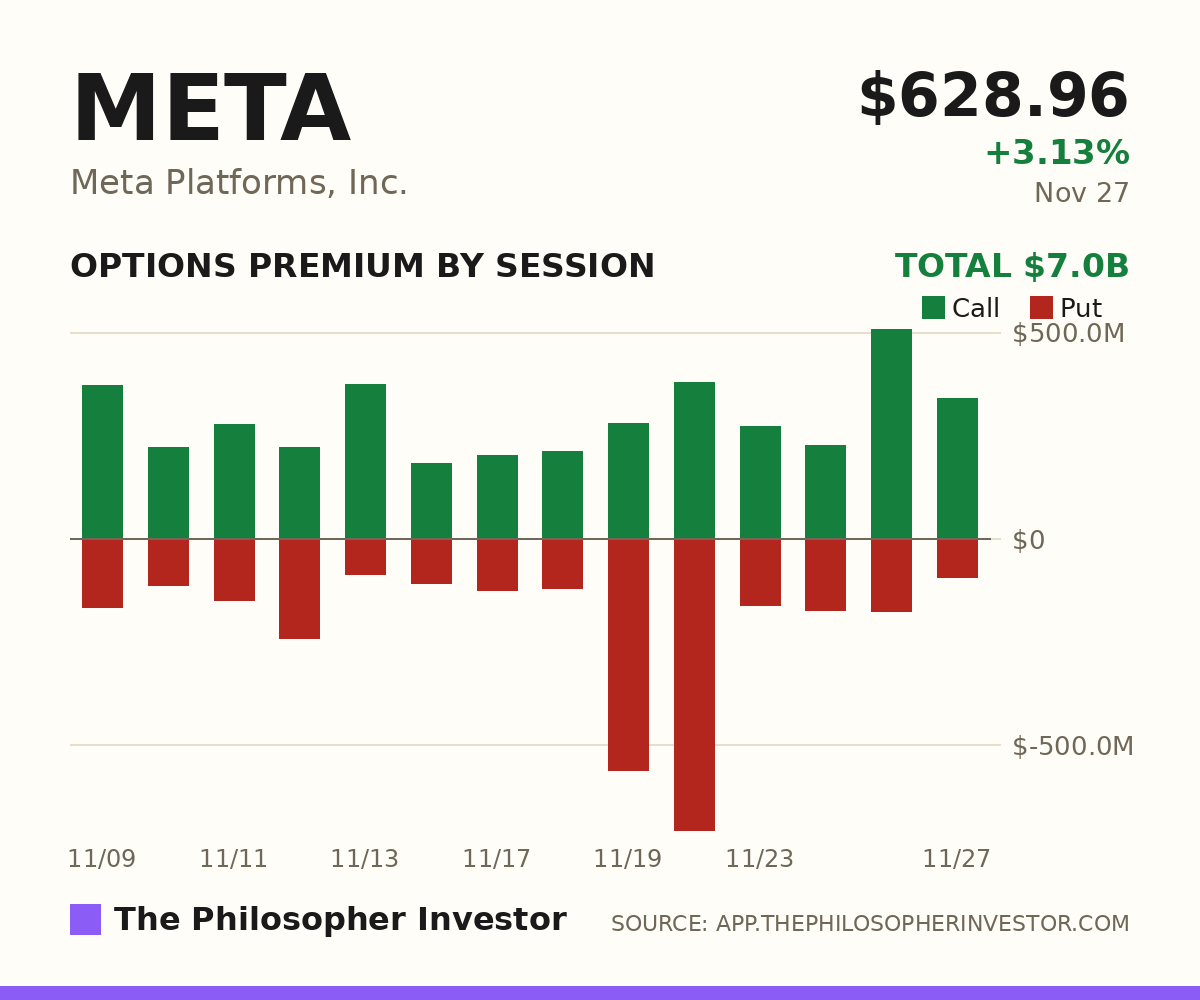 META
$628.96
+3.13%
Meta Platforms, Inc.
Nov 27
OPTIONS PREMIUM BY SESSION
TOTAL $7.0B
Call
Put
$500.0M
$0
$-500.0M
11/09
11/11
11/13
11/17
11/19
11/23
11/27
The Philosopher Investor
SOURCE: APP.THEPHILOSOPHERINVESTOR.COM